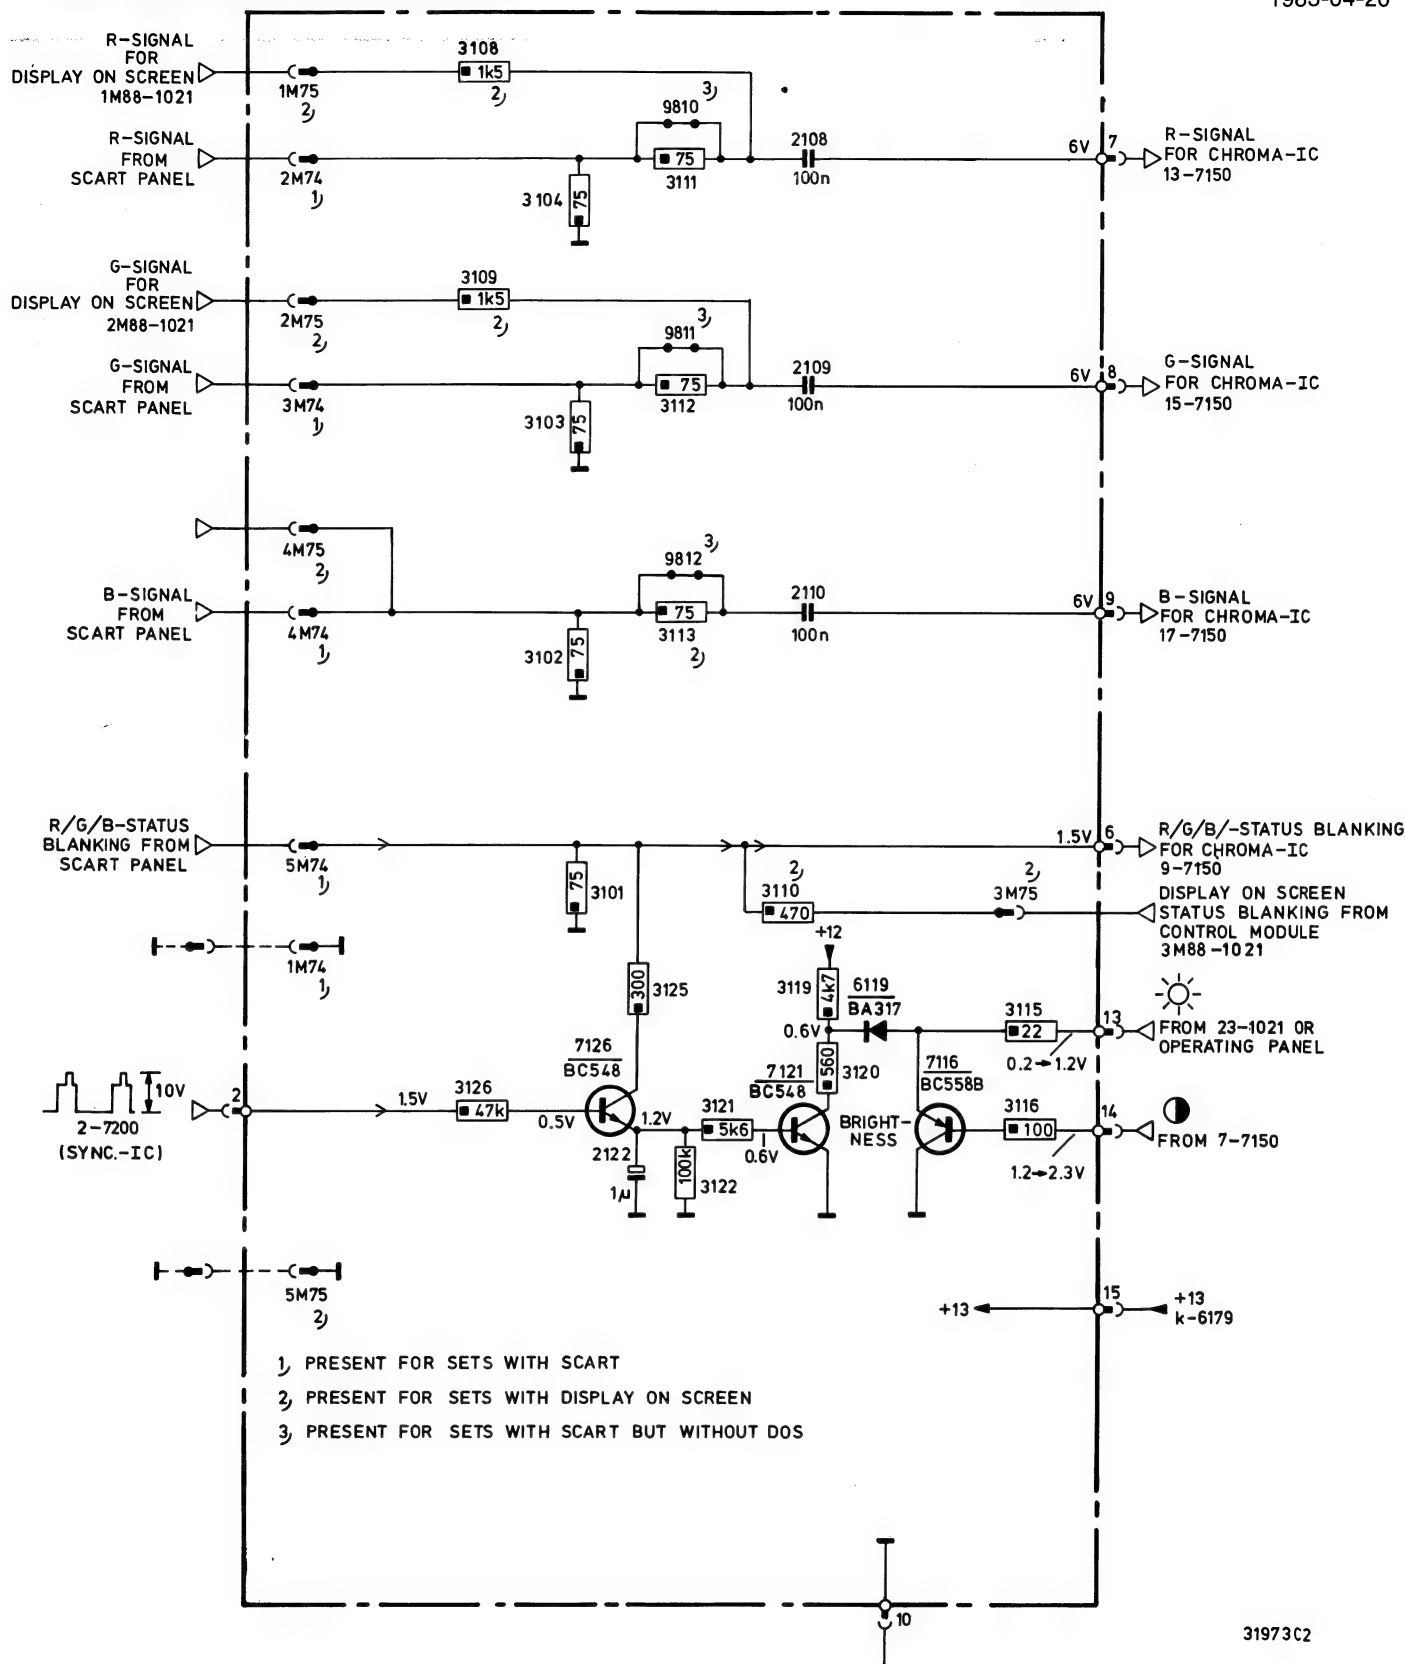 R-SIGNAL
FOR
DISPLAY ON SCREEN
1M88-1021
1M75
2)
3108
1k5
2)
3)
9810
R-SIGNAL
FROM
SCART PANEL
2M74
1)
3104
75
75
3111
2108
100n
6V
7
R-SIGNAL
FOR CHROMA-IC
13-7150
G-SIGNAL
FOR
DISPLAY ON SCREEN
2M88-1021
2M75
2)
3109
1k5
2)
3)
9811
G-SIGNAL
FROM
SCART PANEL
3M74
1)
3103
75
75
3112
2109
100n
6V
8
G-SIGNAL
FOR CHROMA-IC
15-7150
4M75
2)
3)
9812
B-SIGNAL
FROM
SCART PANEL
4M74
1)
3102
75
75
3113
2)
2110
100n
6V
9
B-SIGNAL
FOR CHROMA-IC
17-7150
R/G/B-STATUS
BLANKING FROM
SCART PANEL
5M74
1)
75
3101
1.5V
6
R/G/B/-STATUS BLANKING
FOR CHROMA-IC
9-7150
2)
3110
470
2)
3M75
DISPLAY ON SCREEN
STATUS BLANKING FROM
CONTROL MODULE
3M88-1021
1M74
1)
300
3125
+12
3119
4k7
6119
BA317
0.6V
3115
22
0.2→1.2V
13
FROM 23-1021 OR
OPERATING PANEL
10V
2-7200
(SYNC.-IC)
2
1.5V
3126
47k
0.5V
7126
BC548
1.2V
2122
1µ
100k
3122
3121
5k6
0.6V
7121
BC548
560
3120
BRIGHT-
NESS
7116
BC558B
3116
100
1.2→2.3V
14
FROM 7-7150
5M75
2)
+13
15
+13
k-6179
1) PRESENT FOR SETS WITH SCART
2) PRESENT FOR SETS WITH DISPLAY ON SCREEN
3) PRESENT FOR SETS WITH SCART BUT WITHOUT DOS
10
31973C2